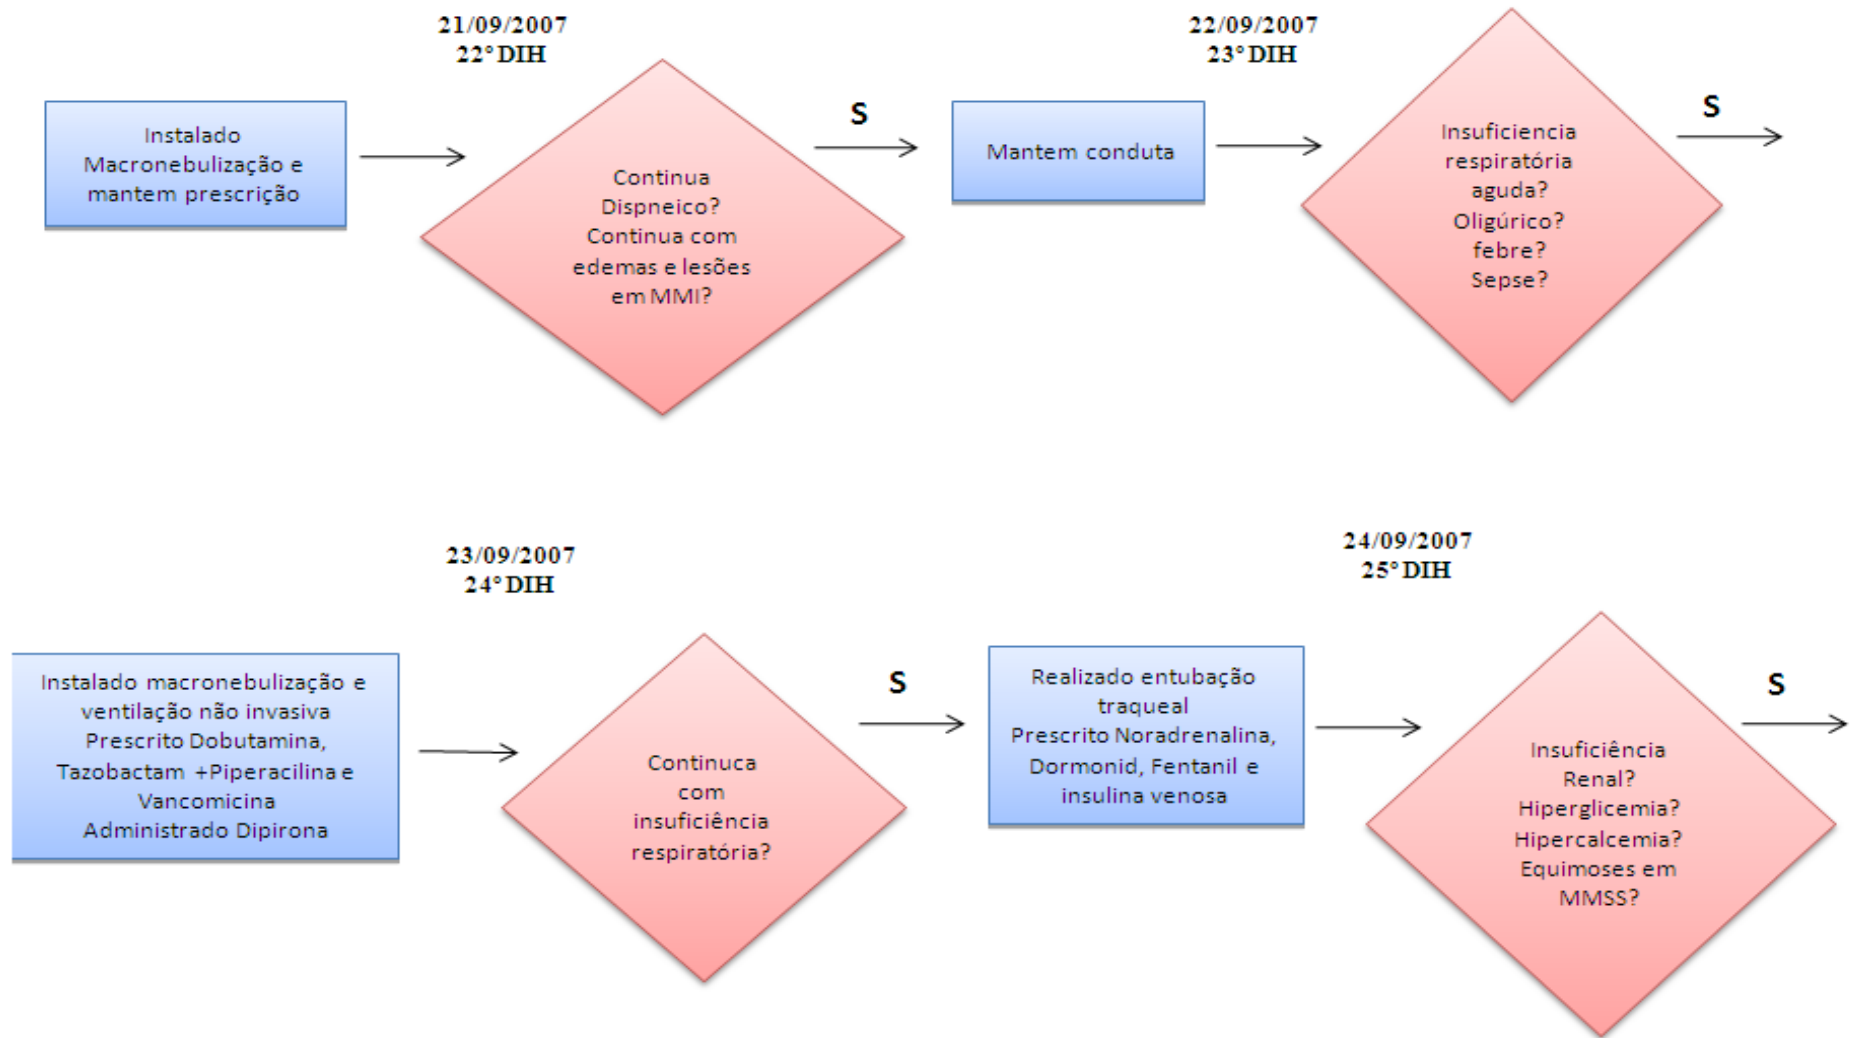 21/09/2007
22° DIH
Instalado
Macronebulização e
mantem prescrição
Continua
Dispneico?
Continua com
edemas e lesões
em MMI?
S
22/09/2007
23° DIH
Mantem conduta
Insuficiencia
respiratória
aguda?
Oligúrico?
febre?
Sepse?
S
23/09/2007
24° DIH
Instalado macronebulização e
ventilação não invasiva
Prescrito Dobutamina,
Tazobactam +Piperacilina e
Vancomicina
Administrado Dipirona
Continuca
com
insuficiência
respiratória?
S
24/09/2007
25° DIH
Realizado entubação
traqueal
Prescrito Noradrenalina,
Dormonid, Fentanil e
insulina venosa
Insuficiência
Renal?
Hiperglicemia?
Hipercalcemia?
Equimoses em
MMSS?
S